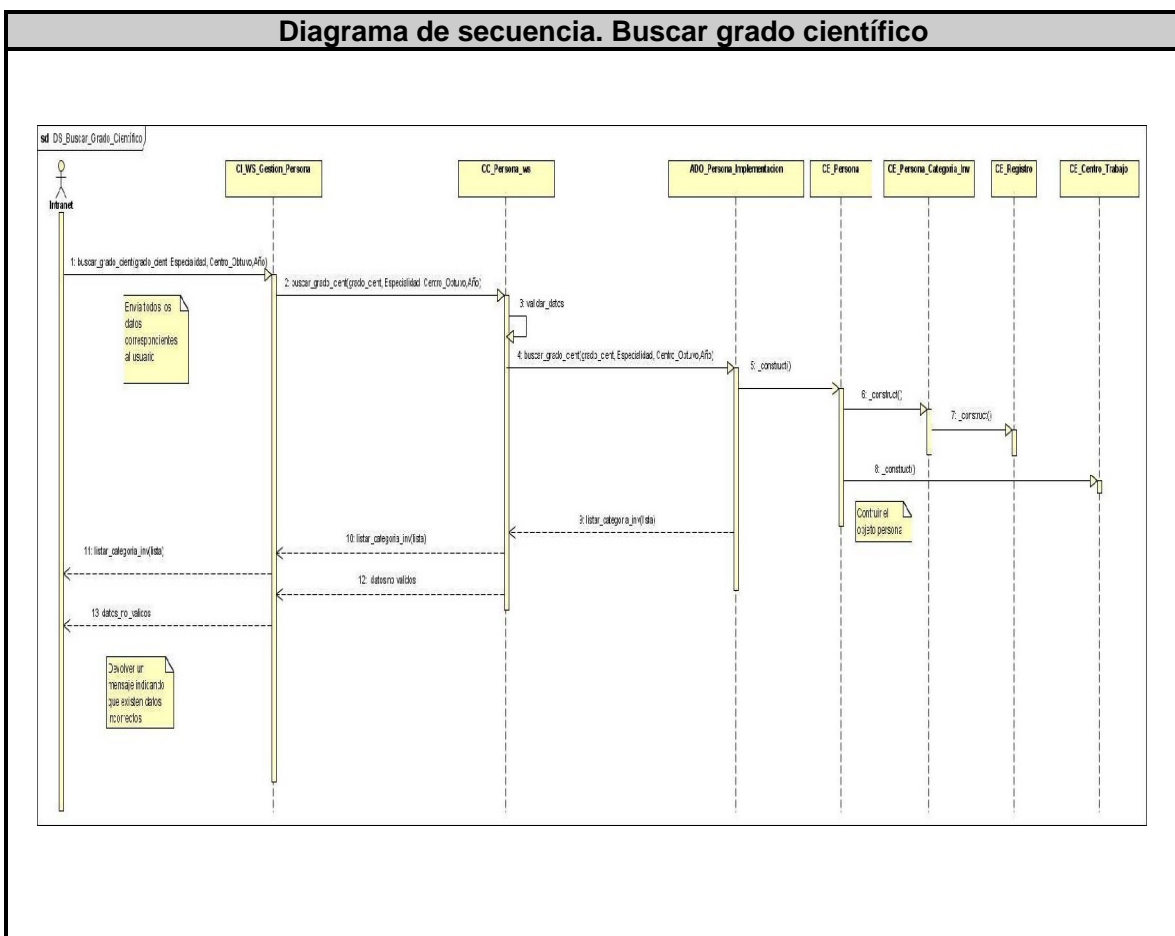 Diagrama de secuencia. Buscar grado científico
sd DS_Buscar_Grado_Científico
Intranet
CI_WS_Gestion_Persona
CC_Persona_ws
ADO_Persona_Implementacion
CE_Persona
CE_Persona_Categoria_Inv
CE_Registro
CE_Centro_Trabajo
1: buscar_grado_cient(grado_cient, Especialidad, Centro_Obtuvo,Año)
2: buscar_grado_cient(grado_cient, Especialidad, Centro_Obtuvo,Año)
Envia todos los
datos
correspondientes
al usuario
3: validar_datos
4: buscar_grado_cient(grado_cient, Especialidad, Centro_Obtuvo,Año)
5: _construct()
6: _construct()
7: _construct()
8: _construct()
Contruir el
objeto persona
9: listar_categoria_inv(lista)
10: listar_categoria_inv(lista)
11: listar_categoria_inv(lista)
12: datos no validos
13: datos_no_validos
Devolver un
mensaje indicando
que existen datos
incorrectos